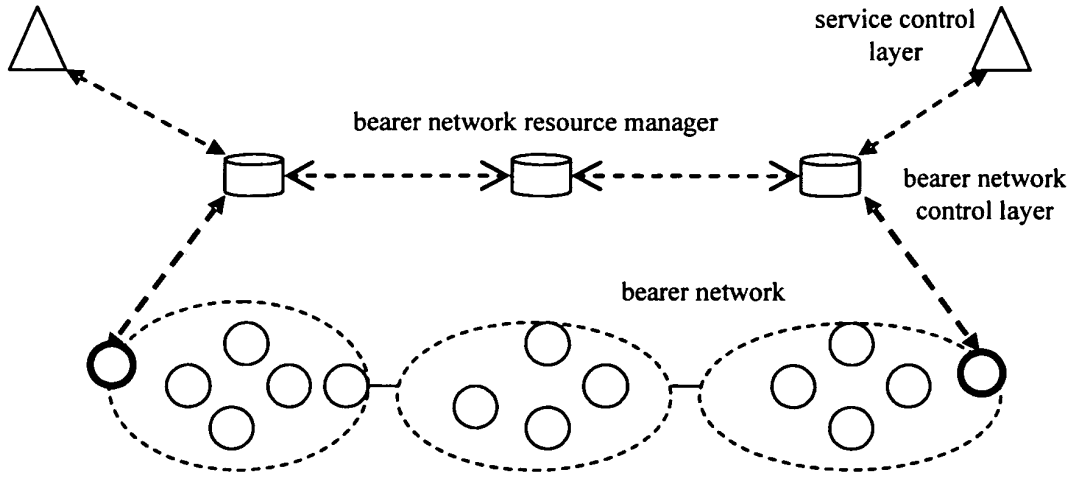 service control
layer
bearer network resource manager
bearer network
control layer
bearer network